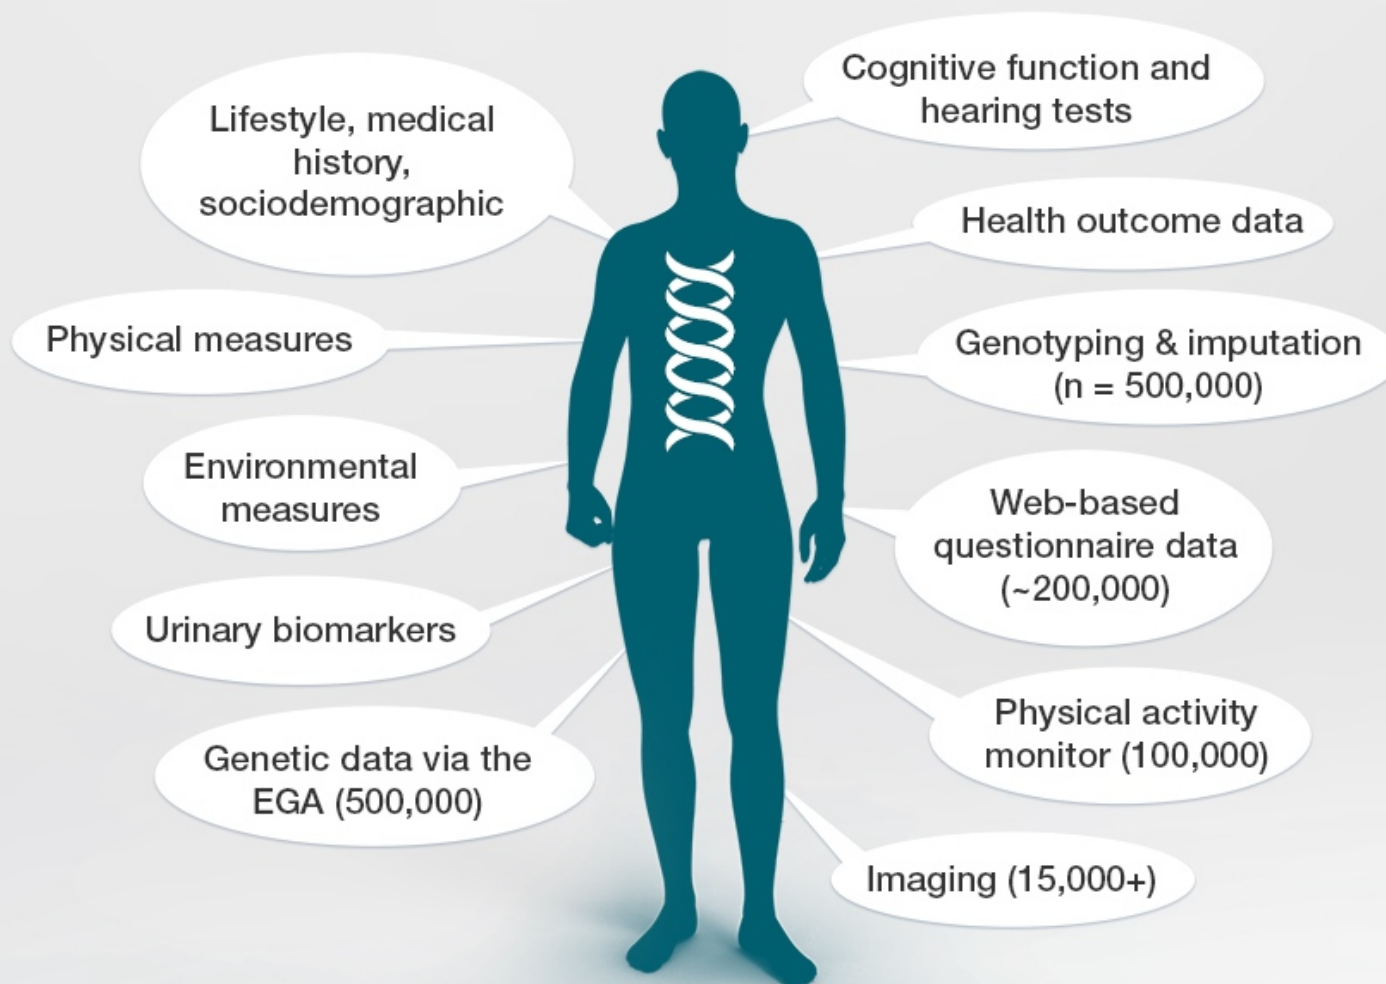 Lifestyle, medical
history,
sociodemographic
Physical measures
Environmental
measures
Urinary biomarkers
Genetic data via the
EGA (500,000)
Cognitive function and
hearing tests
Health outcome data
Genotyping & imputation
(n = 500,000)
Web-based
questionnaire data
(~200,000)
Physical activity
monitor (100,000)
Imaging (15,000+)